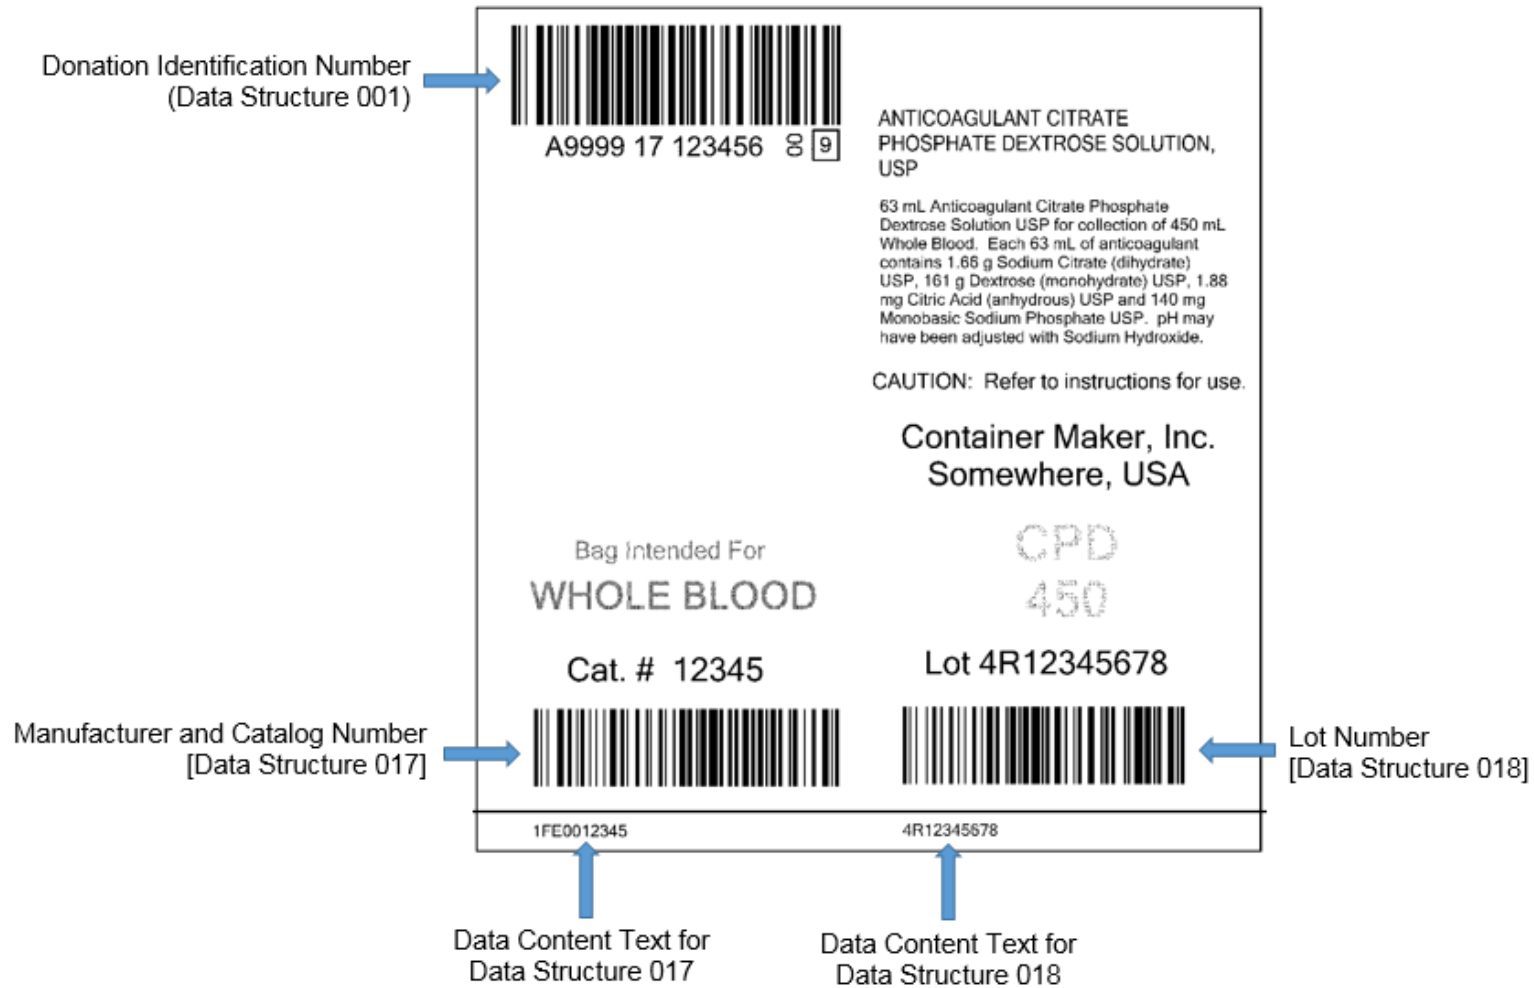 Donation Identification Number
(Data Structure 001)
A9999 17 123456 00 9
ANTICOAGULANT CITRATE
PHOSPHATE DEXTROSE SOLUTION,
USP
63 mL Anticoagulant Citrate Phosphate
Dextrose Solution USP for collection of 450 mL
Whole Blood. Each 63 mL of anticoagulant
contains 1.66 g Sodium Citrate (dihydrate)
USP, 161 g Dextrose (monohydrate) USP, 1.88
mg Citric Acid (anhydrous) USP and 140 mg
Monobasic Sodium Phosphate USP. pH may
have been adjusted with Sodium Hydroxide.
CAUTION: Refer to instructions for use.
Container Maker, Inc.
Somewhere, USA
Bag Intended For
WHOLE BLOOD
CPD
450
Cat. # 12345
Lot 4R12345678
Manufacturer and Catalog Number
[Data Structure 017]
Lot Number
[Data Structure 018]
1FE0012345
4R12345678
Data Content Text for
Data Structure 017
Data Content Text for
Data Structure 018